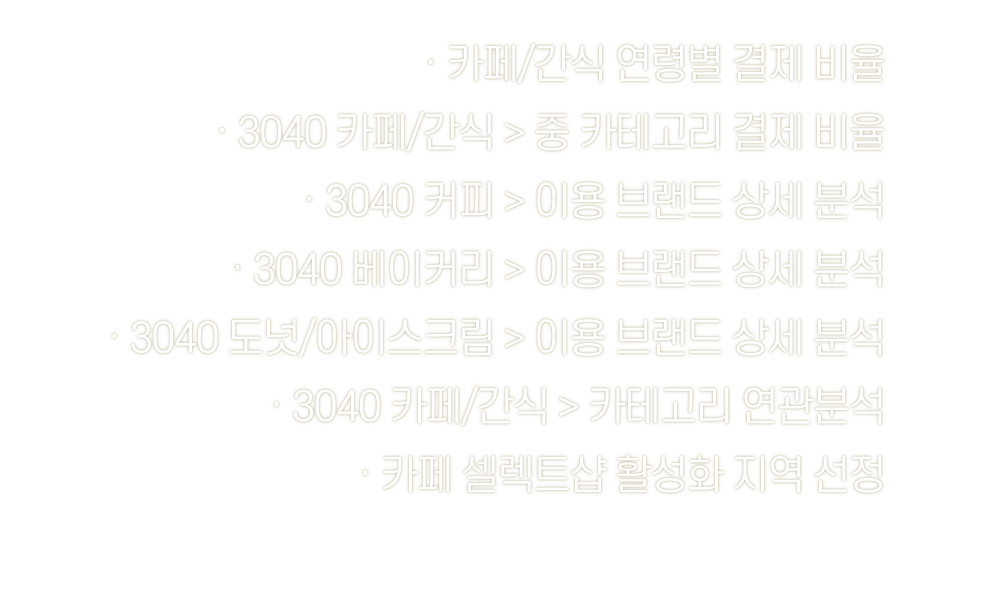 · 카페/간식 연령별 결제 비율
· 3040 카페/간식 > 중 카테고리 결제 비율
· 3040 커피 > 이용 브랜드 상세 분석
· 3040 베이커리 > 이용 브랜드 상세 분석
· 3040 도넛/아이스크림 > 이용 브랜드 상세 분석
· 3040 카페/간식 > 카테고리 연관분석
· 카페 셀렉트샵 활성화 지역 선정